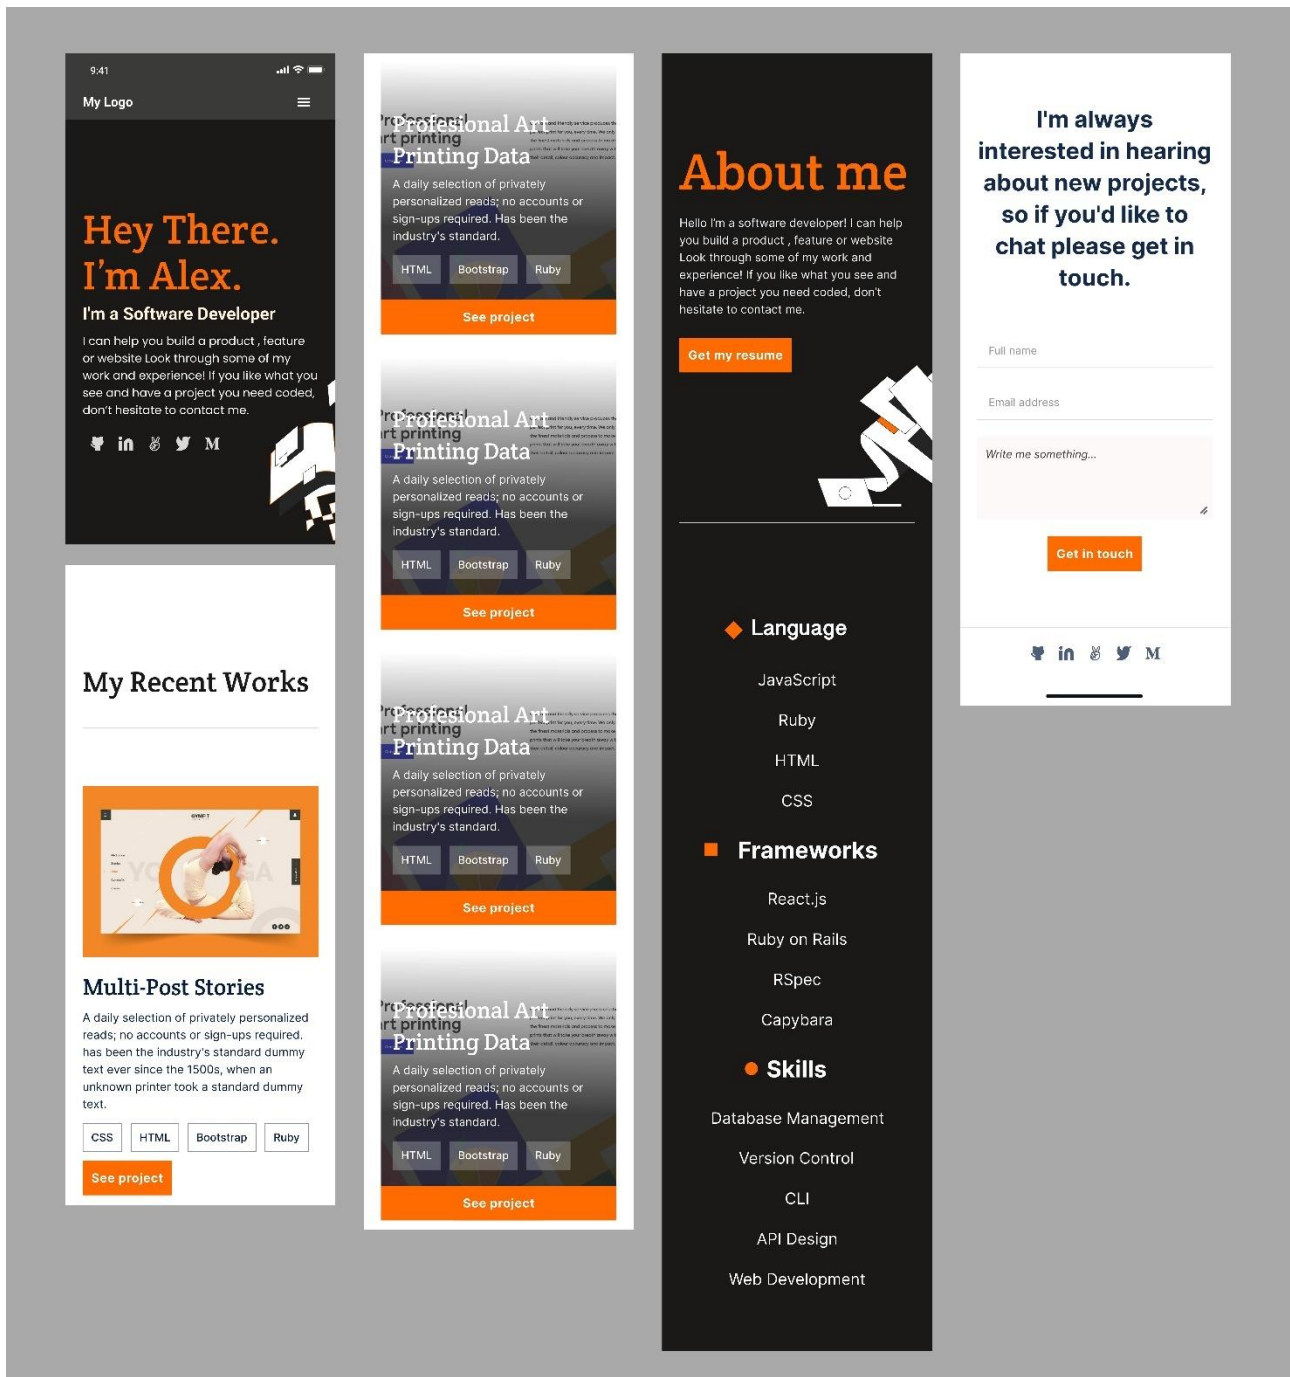 9:41
My Logo
Hey There.
I'm Alex.
I'm a Software Developer
I can help you build a product , feature
or website Look through some of my
work and experience! If you like what you
see and have a project you need coded,
don't hesitate to contact me.
My Recent Works
GYMFIT
YO GA
Multi-Post Stories
A daily selection of privately personalized
reads; no accounts or sign-ups required.
has been the industry's standard dummy
text ever since the 1500s, when an
unknown printer took a standard dummy
text.
CSS HTML Bootstrap Ruby
See project
Profesional Art
Printing Data
A daily selection of privately
personalized reads; no accounts or
sign-ups required. Has been the
industry's standard.
HTML Bootstrap Ruby
See project
Profesional Art
Printing Data
A daily selection of privately
personalized reads; no accounts or
sign-ups required. Has been the
industry's standard.
HTML Bootstrap Ruby
See project
Profesional Art
Printing Data
A daily selection of privately
personalized reads; no accounts or
sign-ups required. Has been the
industry's standard.
HTML Bootstrap Ruby
See project
Profesional Art
Printing Data
A daily selection of privately
personalized reads; no accounts or
sign-ups required. Has been the
industry's standard.
HTML Bootstrap Ruby
See project
About me
Hello I'm a software developer! I can help
you build a product , feature or website
Look through some of my work and
experience! If you like what you see and
have a project you need coded, don't
hesitate to contact me.
Get my resume
Language
JavaScript
Ruby
HTML
CSS
Frameworks
React.js
Ruby on Rails
RSpec
Capybara
Skills
Database Management
Version Control
CLI
API Design
Web Development
I'm always
interested in hearing
about new projects,
so if you'd like to
chat please get in
touch.
Full name
Email address
Write me something...
Get in touch